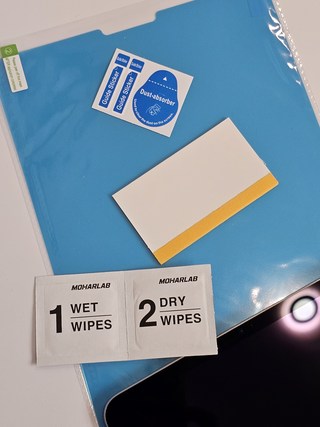 Guide Sticker
Guide Sticker
Dust-absorber
MOHARLAB
1 WET
WIPES
MOHARLAB
2 DRY
WIPES